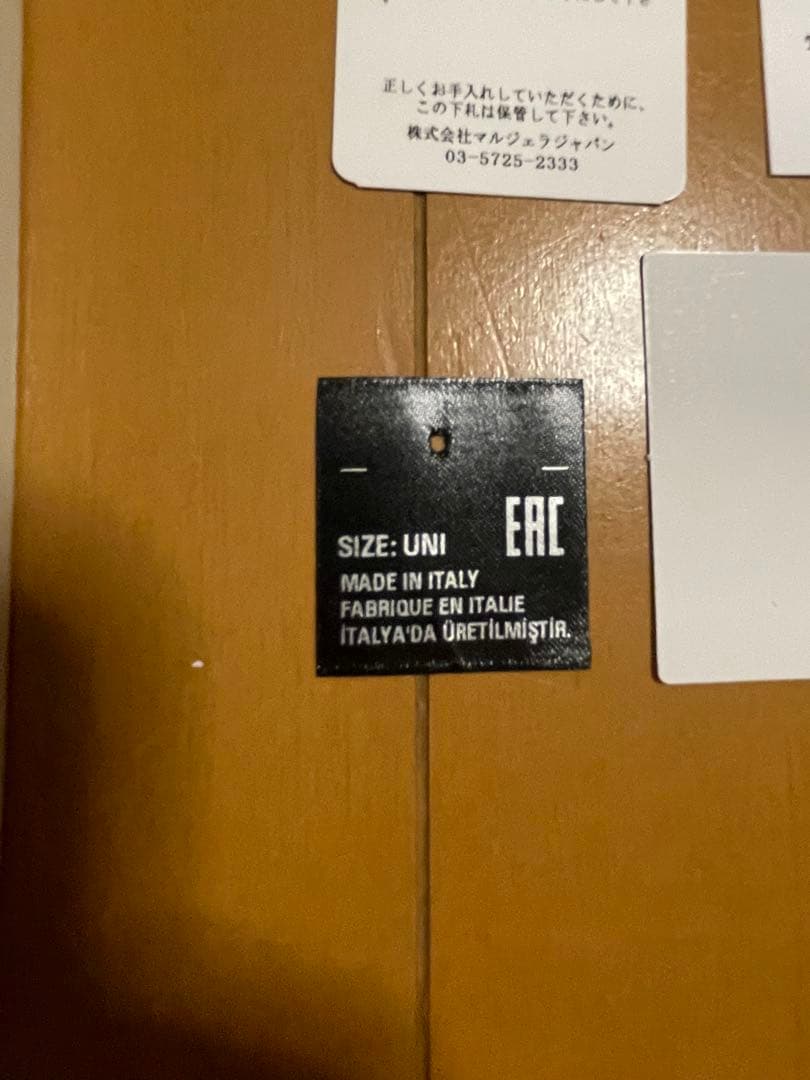 正しくお手入れしていただくために、
この下札は保管して下さい。
株式会社マルジェラジャパン
03-5725-2333
SIZE: UNI
EAC
MADE IN ITALY
FABRIQUE EN ITALIE
İTALYA'DA ÜRETİLMİŞTİR.